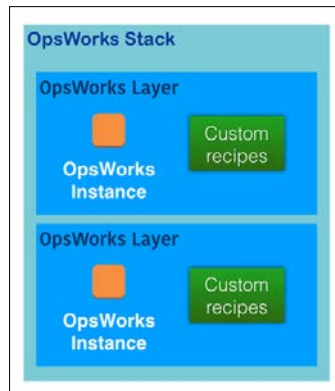 OpsWorks Stack
OpsWorks Layer
Custom
recipes
OpsWorks
Instance
OpsWorks Layer
Custom
recipes
OpsWorks
Instance